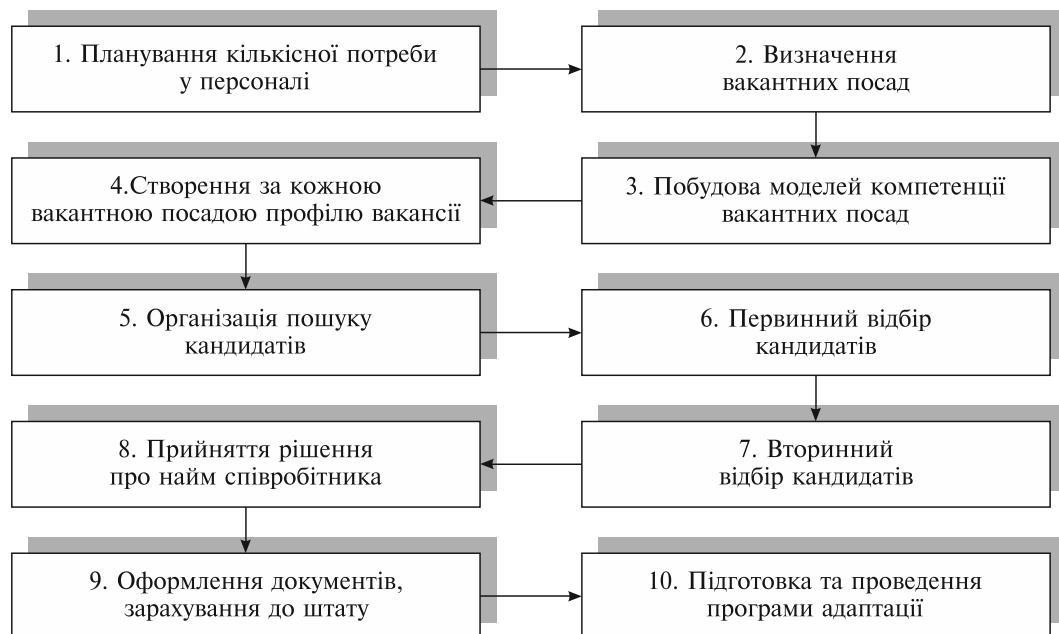 1. Планування кількісної потреби
у персоналі
2. Визначення
вакантних посад
3. Побудова моделей компетенції
вакантних посад
4.Створення за кожною
вакантною посадою профілю вакансії
5. Організація пошуку
кандидатів
6. Первинний відбір
кандидатів
7. Вторинний
відбір кандидатів
8. Прийняття рішення
про найм співробітника
9. Оформлення документів,
зарахування до штату
10. Підготовка та проведення
програми адаптації